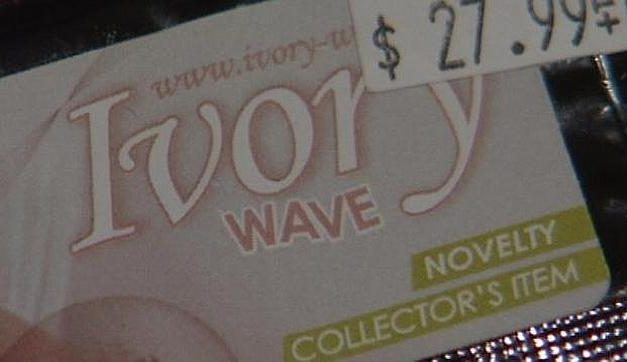 $ 27.99+
www.ivory-w
Ivory
WAVE
NOVELTY
COLLECTOR'S ITEM